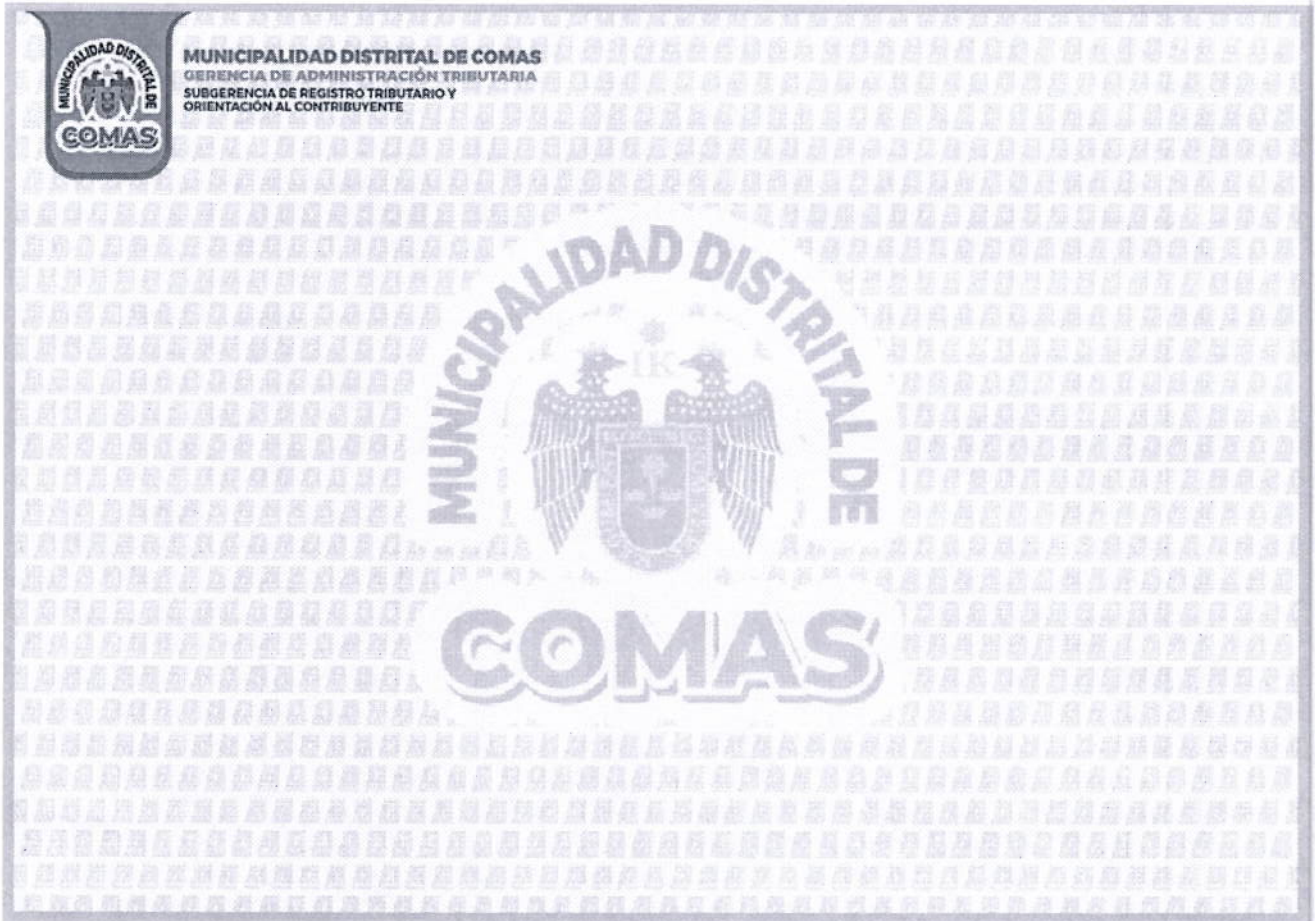 MUNICIPALIDAD DISTRITAL DE
COMAS
MUNICIPALIDAD DISTRITAL DE COMAS
GERENCIA DE ADMINISTRACIÓN TRIBUTARIA
SUBGERENCIA DE REGISTRO TRIBUTARIO Y
ORIENTACIÓN AL CONTRIBUYENTE
MUNICIPALIDAD DISTRITAL DE
COMAS